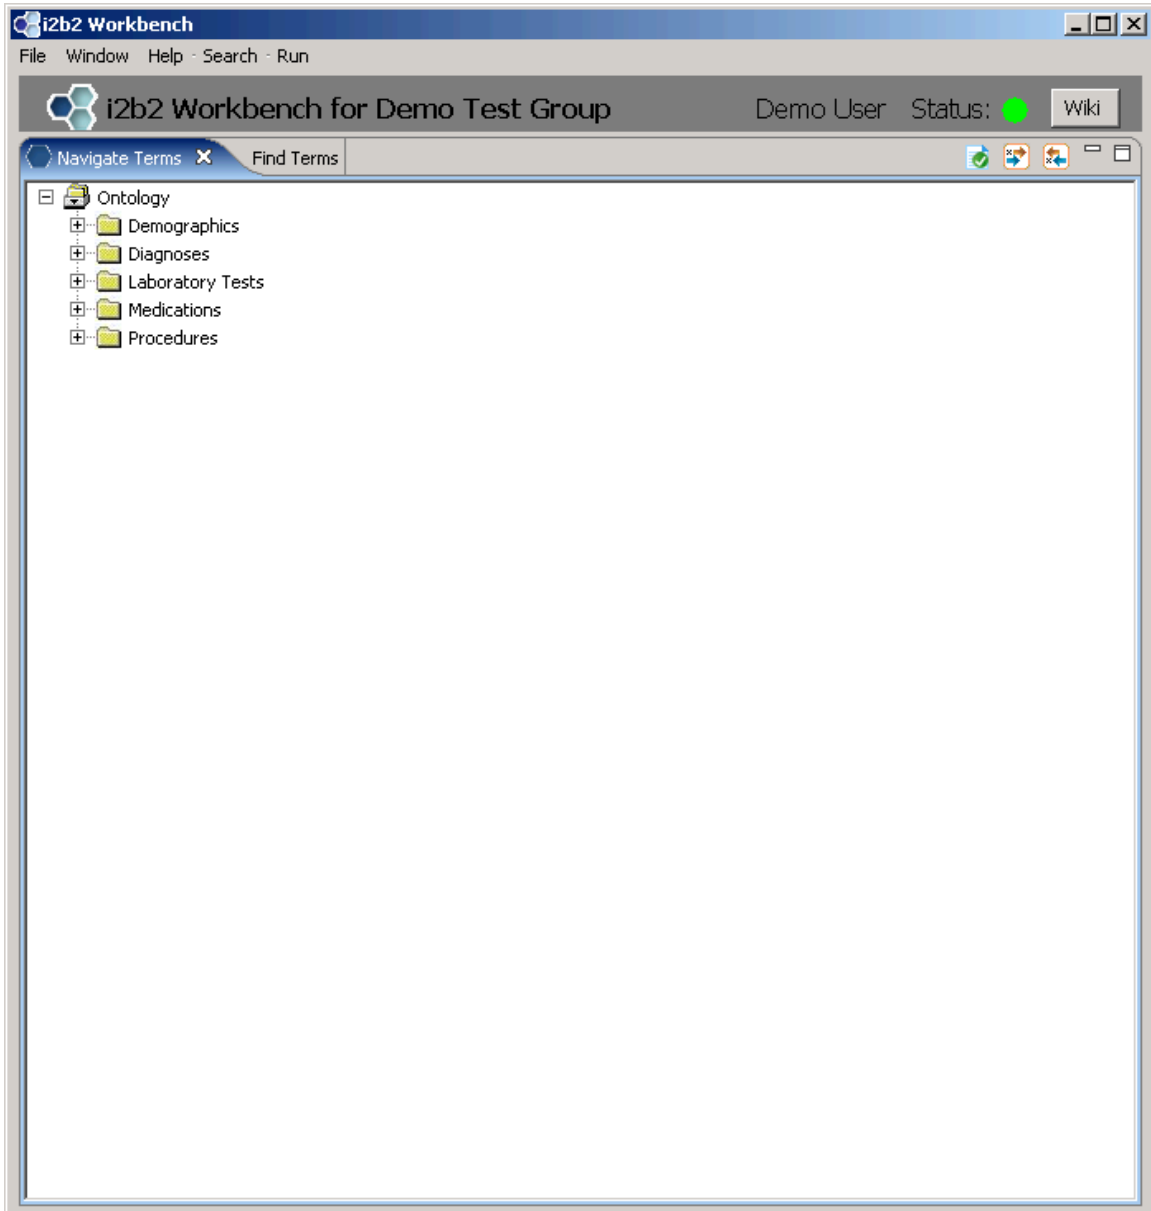 i2b2 Workbench
File Window Help Search Run
i2b2 Workbench for Demo Test Group Demo User Status: Wiki
Navigate Terms Find Terms
Ontology
Demographics
Diagnoses
Laboratory Tests
Medications
Procedures